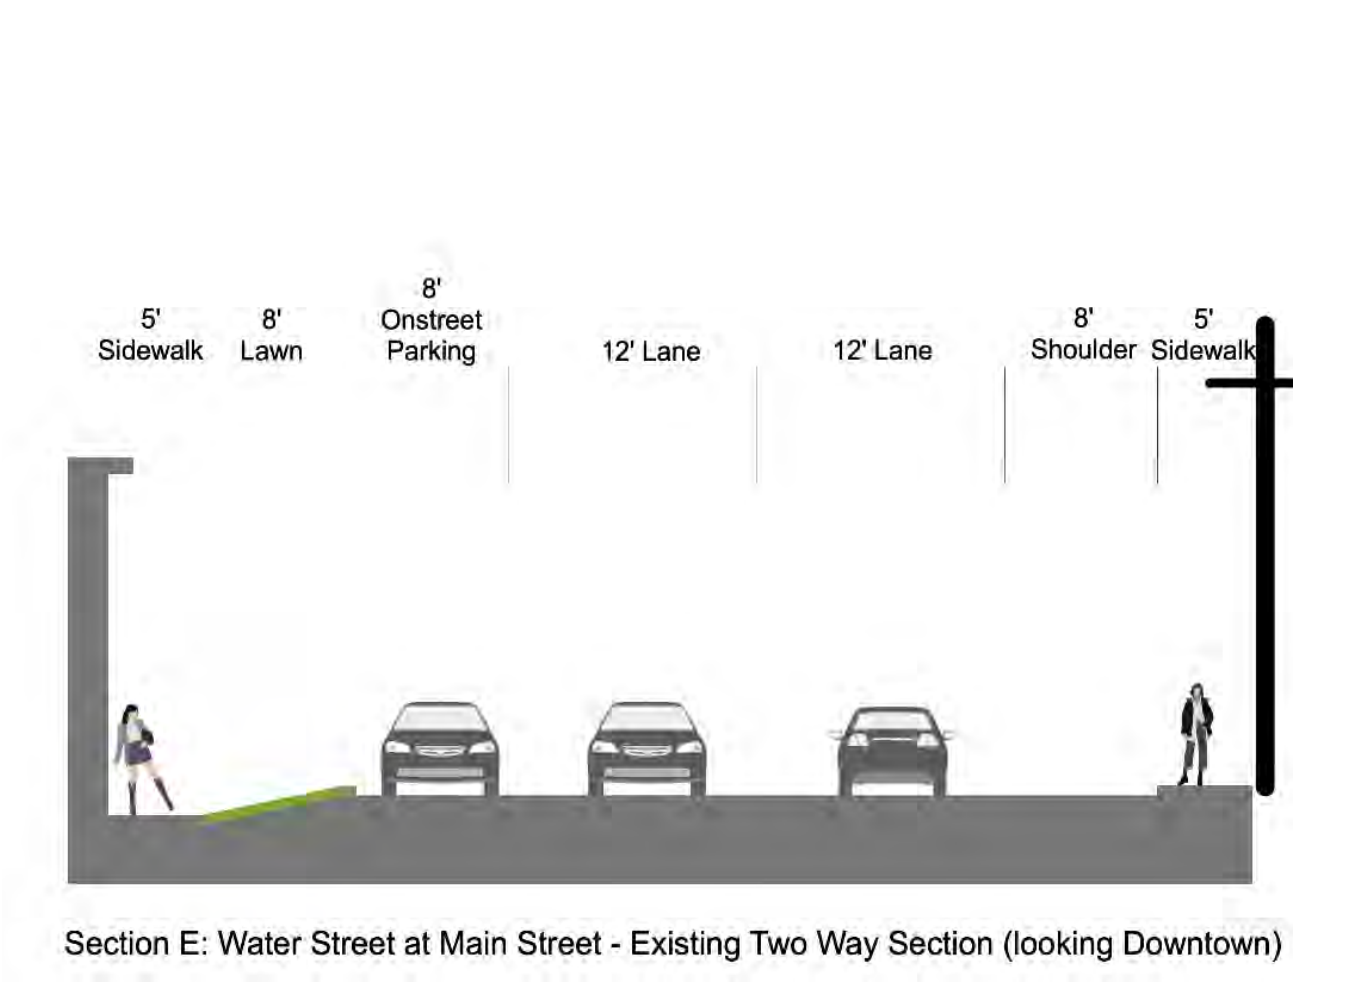 5'
Sidewalk
8'
Lawn
8'
Onstreet
Parking
12' Lane
12' Lane
8'
Shoulder
5'
Sidewalk
Section E: Water Street at Main Street - Existing Two Way Section (looking Downtown)